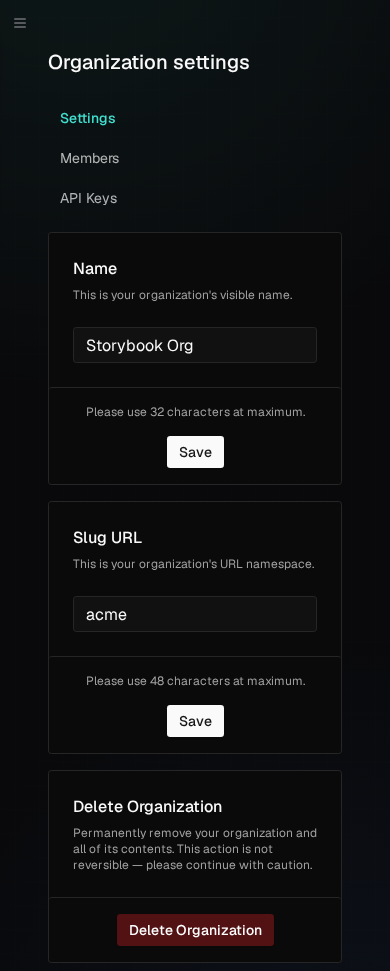 Organization settings
Settings
Members
API Keys
Name
This is your organization's visible name.
Storybook Org
Please use 32 characters at maximum.
Save
Slug URL
This is your organization's URL namespace.
acme
Please use 48 characters at maximum.
Save
Delete Organization
Permanently remove your organization and
all of its contents. This action is not
reversible — please continue with caution.
Delete Organization